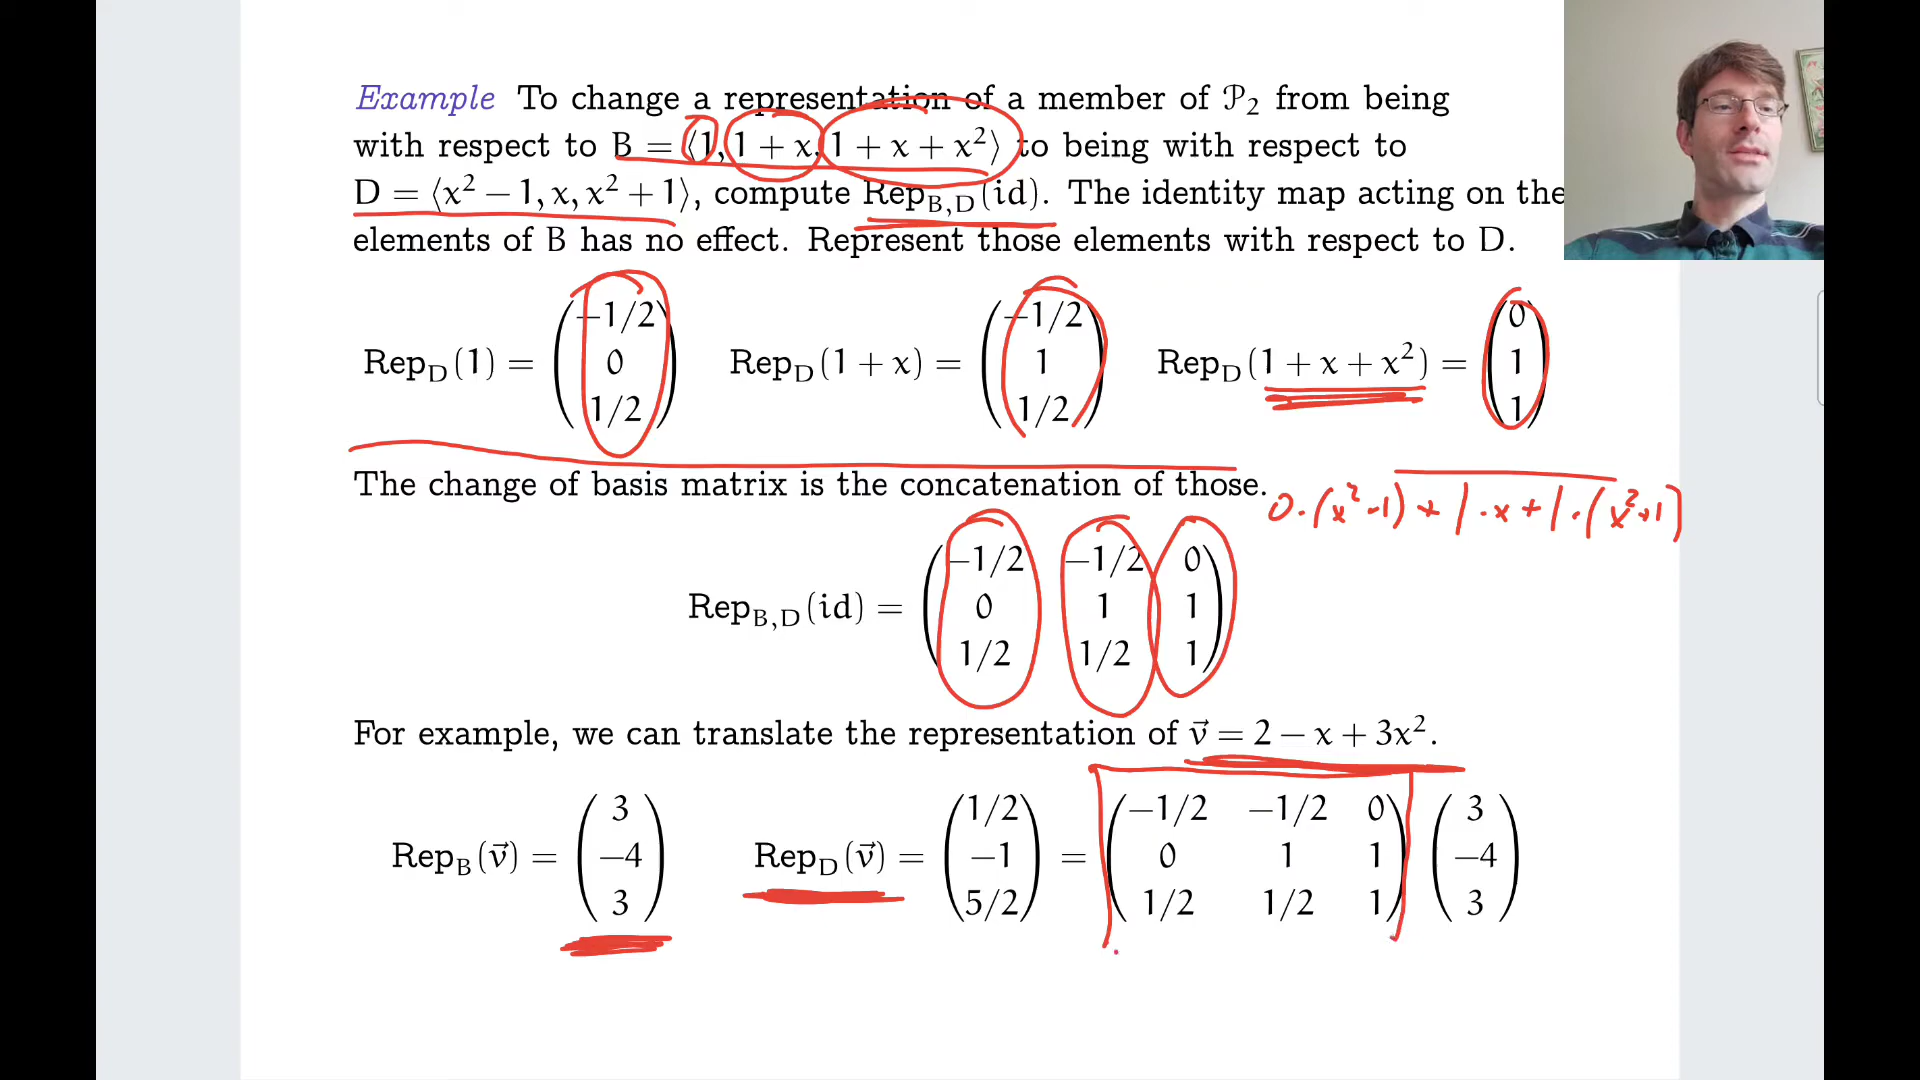 Example To change a representation of a member of P₂ from being
with respect to B = ⟨1, 1 + x, 1 + x + x²⟩ to being with respect to
D = ⟨x² − 1, x, x² + 1⟩, compute Rep_{B,D}(id). The identity map acting on the
elements of B has no effect. Represent those elements with respect to D.
Rep_D(1) = (−1/2 0 1/2) Rep_D(1 + x) = (−1/2 1 1/2) Rep_D(1 + x + x²) = (0 1 1)
The change of basis matrix is the concatenation of those.
0·(x²-1) + 1·x + 1·(x²+1)
Rep_{B,D}(id) = (−1/2 −1/2 0
0 1 1
1/2 1/2 1)
For example, we can translate the representation of v⃗ = 2 − x + 3x².
Rep_B(v⃗) = (3 −4 3) Rep_D(v⃗) = (1/2 −1 5/2) = (−1/2 −1/2 0
0 1 1
1/2 1/2 1) (3 −4 3)